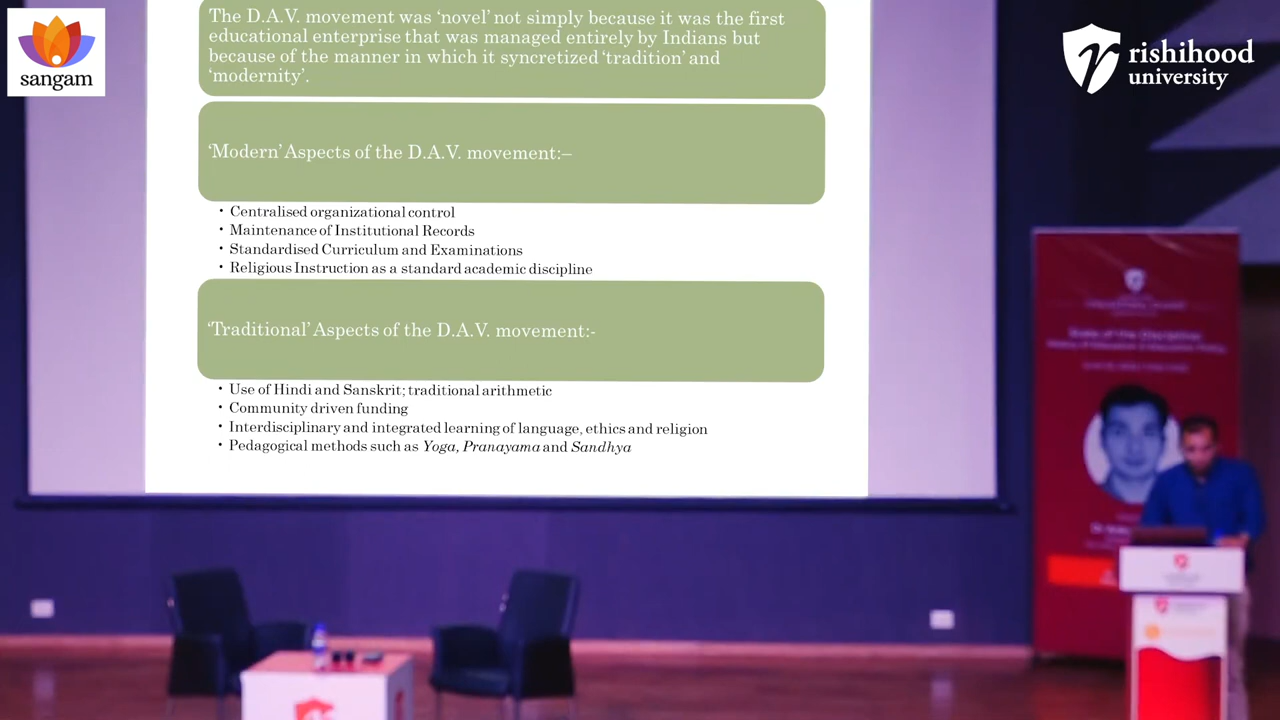 sangam
rishihood
university
The D.A.V. movement was ‘novel’ not simply because it was the first
educational enterprise that was managed entirely by Indians but
because of the manner in which it syncretized ‘tradition’ and
‘modernity’.
‘Modern’ Aspects of the D.A.V. movement:–
• Centralised organizational control
• Maintenance of Institutional Records
• Standardised Curriculum and Examinations
• Religious Instruction as a standard academic discipline
‘Traditional’ Aspects of the D.A.V. movement:-
• Use of Hindi and Sanskrit; traditional arithmetic
• Community driven funding
• Interdisciplinary and integrated learning of language, ethics and religion
• Pedagogical methods such as Yoga, Pranayama and Sandhya
State of the Discipline